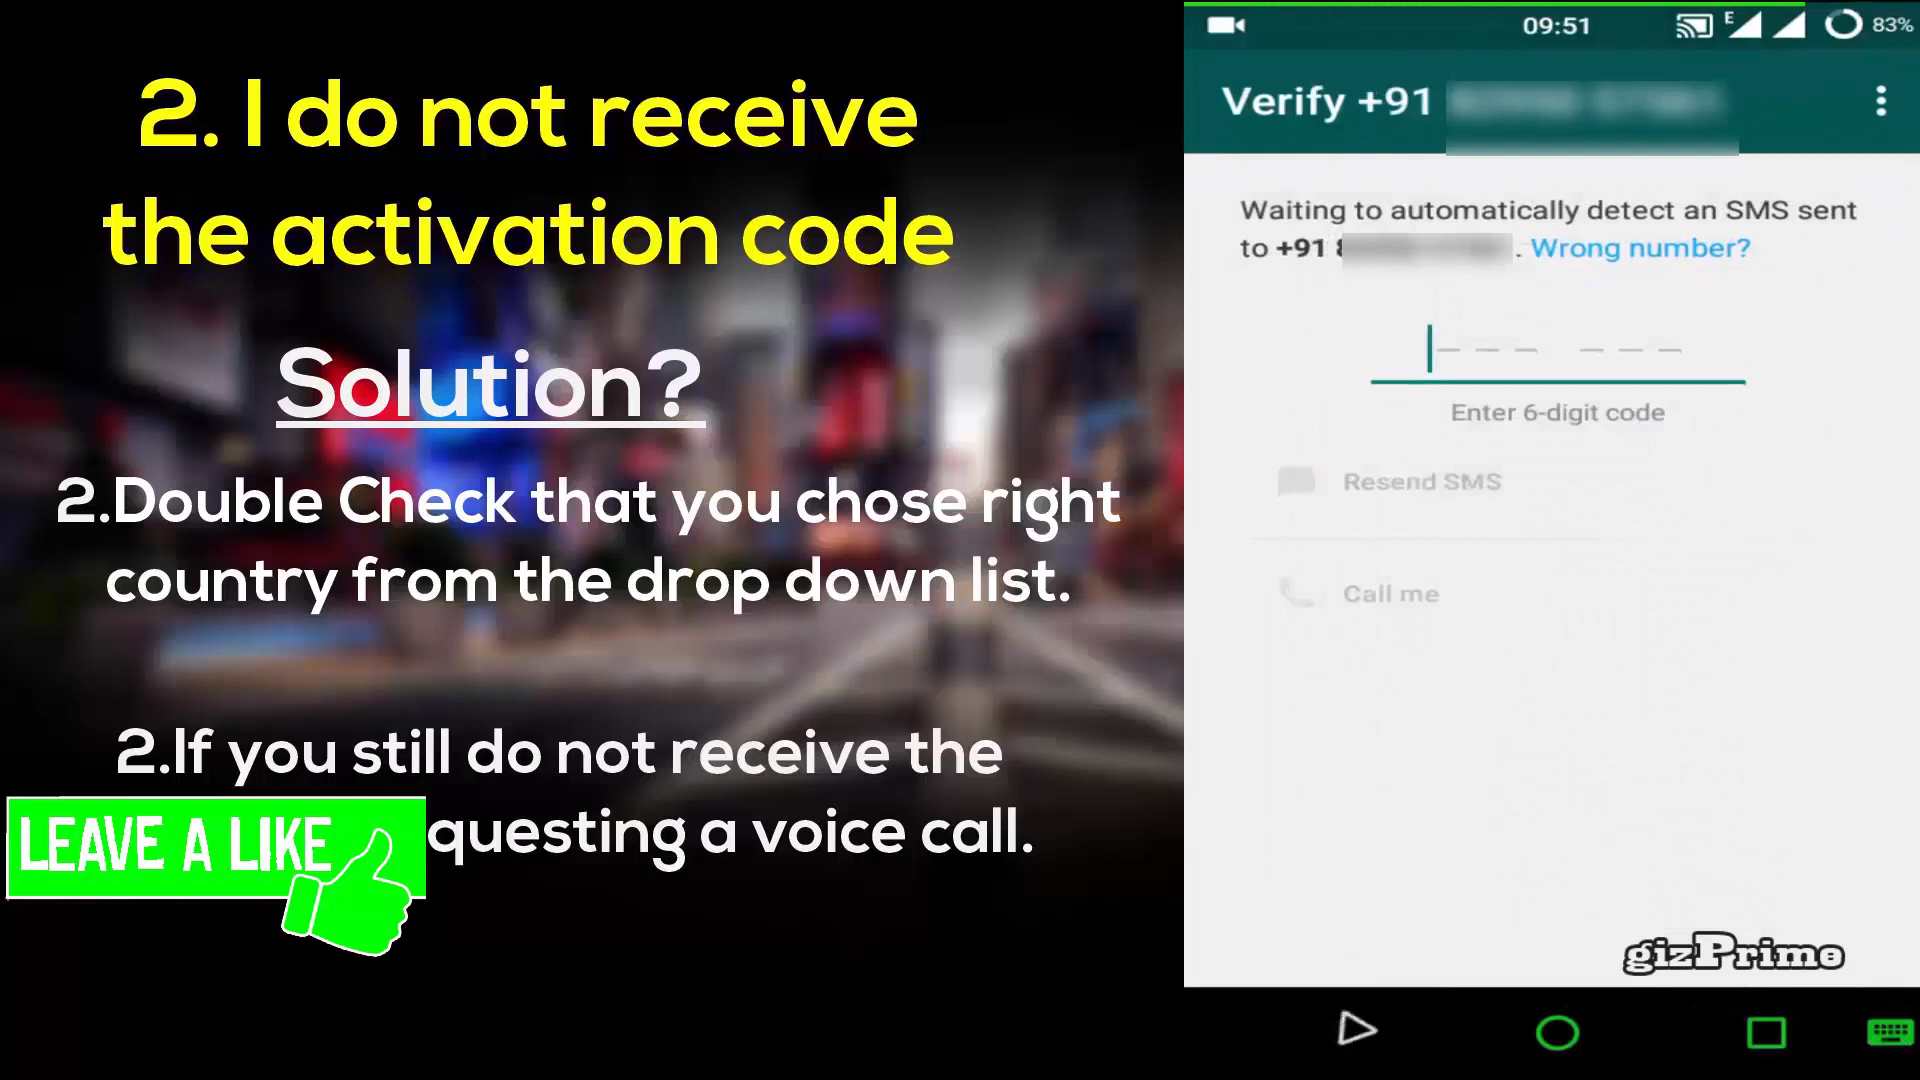 2. I do not receive
the activation code
Solution?
2.Double Check that you chose right
country from the drop down list.
2.If you still do not receive the
questing a voice call.
LEAVE A LIKE
09:51
E
83%
Verify +91
Waiting to automatically detect an SMS sent
to +91 8 . Wrong number?
Enter 6-digit code
Resend SMS
Call me
gizPrime